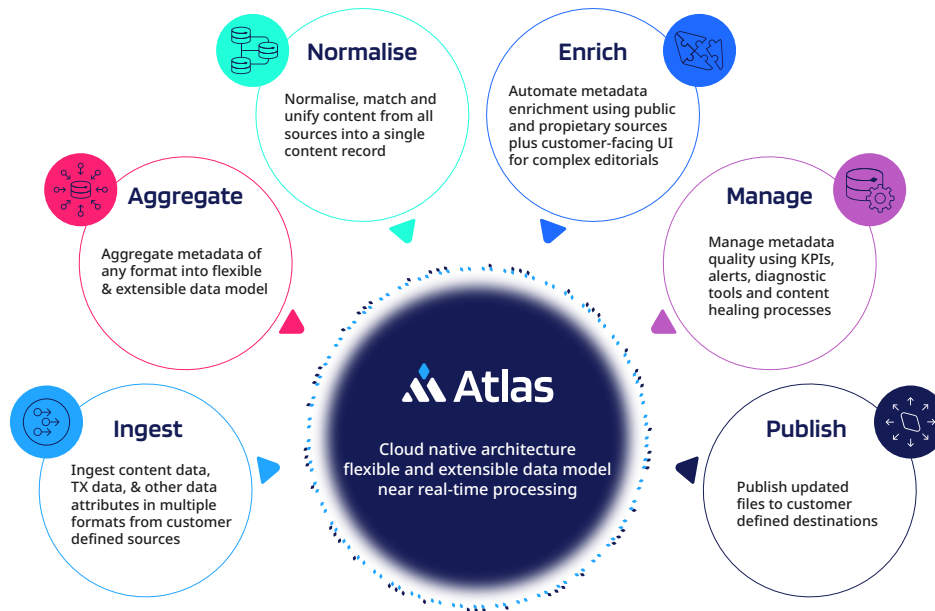 Normalise
Normalise, match and
unify content from all
sources into a single
content record
Enrich
Automate metadata
enrichment using public
and propietary sources
plus customer-facing UI
for complex editorials
Aggregate
Aggregate metadata of
any format into flexible
& extensible data model
Manage
Manage metadata
quality using KPIs,
alerts, diagnostic
tools and content
healing processes
Atlas
Cloud native architecture
flexible and extensible data model
near real-time processing
Ingest
Ingest content data,
TX data, & other data
attributes in multiple
formats from customer
defined sources
Publish
Publish updated
files to customer
defined destinations